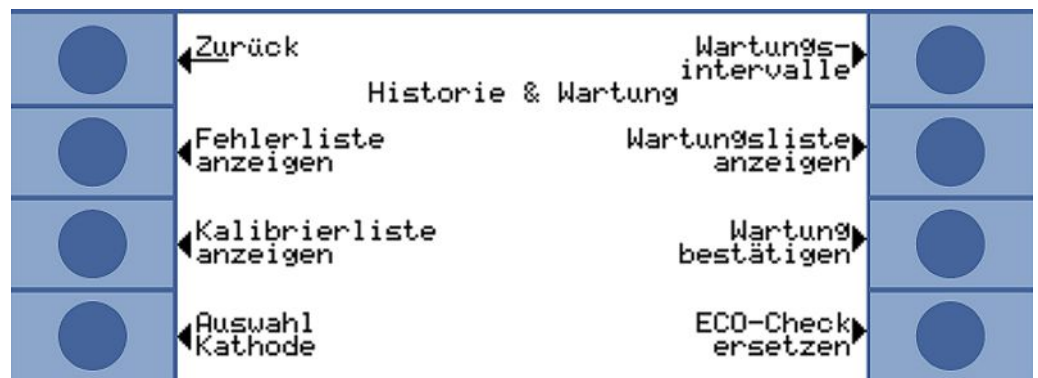 Zurück
Wartungs-
intervalle
Historie & Wartung
Fehlerliste
anzeigen
Wartungsliste
anzeigen
Kalibrierliste
anzeigen
Wartung
bestätigen
Auswahl
Kathode
ECO-Check
ersetzen